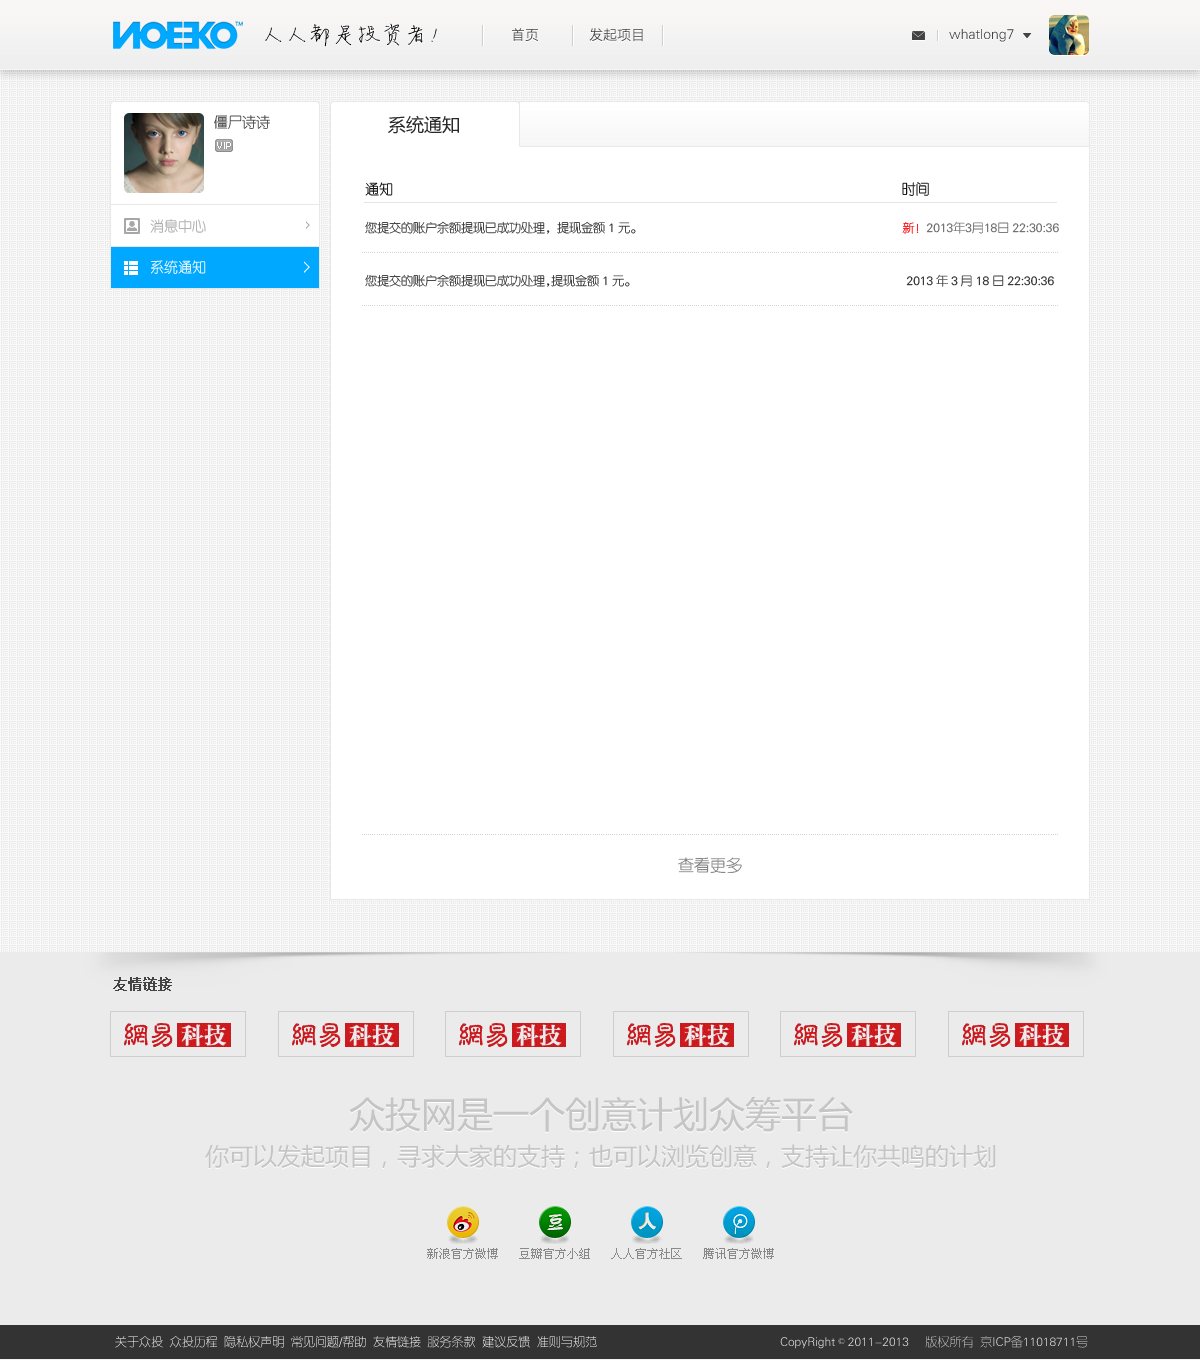 ИOEKO™ 人人都是投资者! 首页 发起项目 whatlong7
僵尸诗诗
VIP
消息中心
系统通知
系统通知
通知 时间
您提交的账户余额提现已成功处理，提现金额 1 元。 新! 2013年3月18日 22:30:36
您提交的账户余额提现已成功处理,提现金额 1 元。 2013 年 3 月 18 日 22:30:36
查看更多
友情链接
網易科技 網易科技 網易科技 網易科技 網易科技 網易科技
众投网是一个创意计划众筹平台
你可以发起项目，寻求大家的支持；也可以浏览创意，支持让你共鸣的计划
豆 人
新浪官方微博 豆瓣官方小组 人人官方社区 腾讯官方微博
关于众投 众投历程 隐私权声明 常见问题/帮助 友情链接 服务条款 建议反馈 准则与规范 CopyRight © 2011-2013 版权所有 京ICP备11018711号